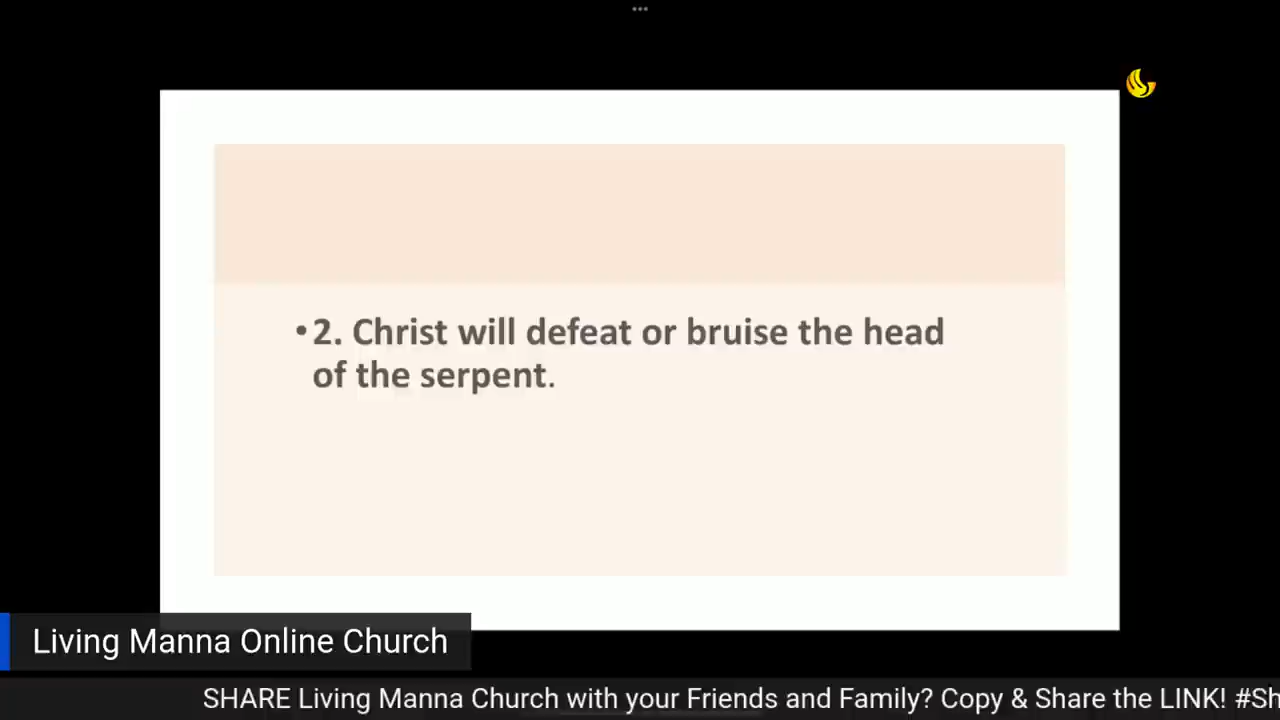 •2. Christ will defeat or bruise the head
of the serpent.
Living Manna Online Church
SHARE Living Manna Church with your Friends and Family? Copy & Share the LINK! #Sh